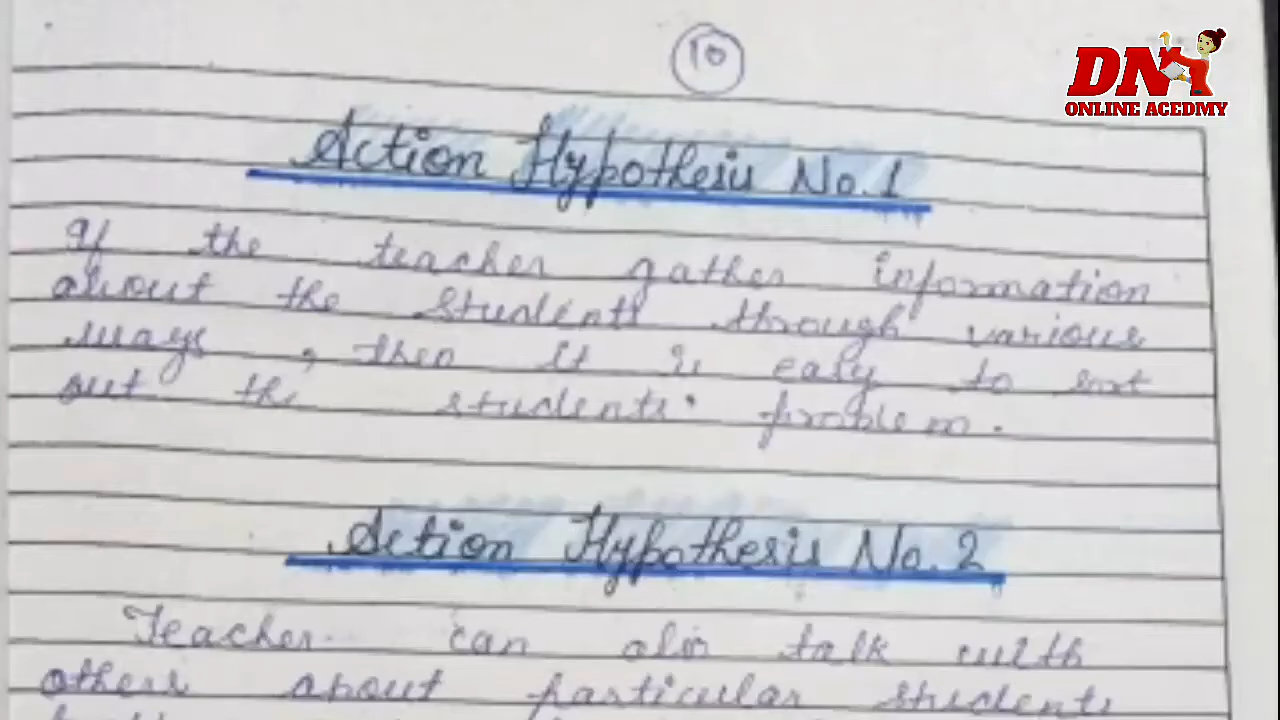 10
DN
ONLINE ACEDMY
Action Hypothesis No.1
If the teacher gather information
about the students through various
ways, then it is easy to sort
out the students' problem.
Action Hypothesis No.2
Teacher can also talk with
others about particular students